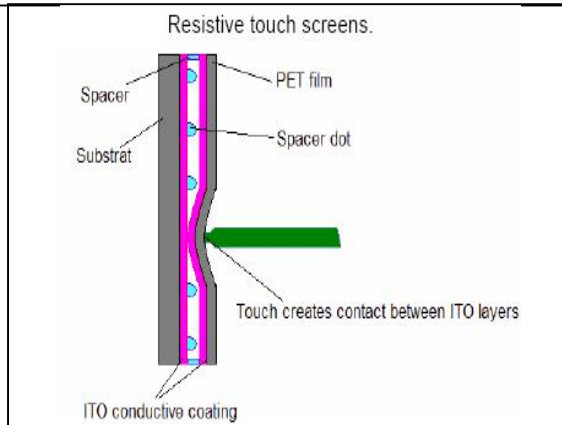 Resistive touch screens.
Spacer
PET film
Substrat
Spacer dot
Touch creates contact between ITO layers
ITO conductive coating